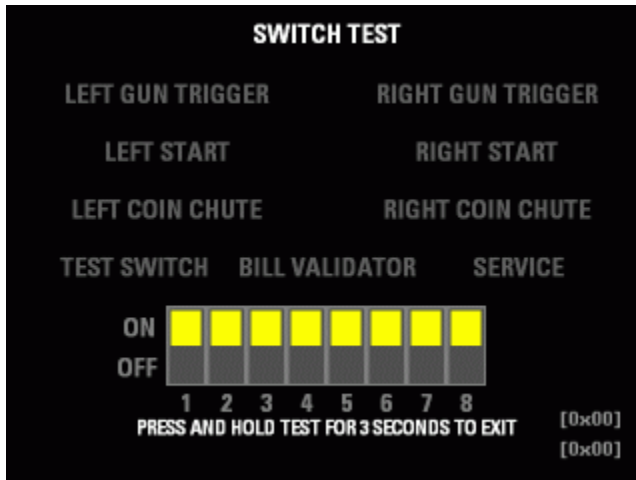 SWITCH TEST
LEFT GUN TRIGGER RIGHT GUN TRIGGER
LEFT START RIGHT START
LEFT COIN CHUTE RIGHT COIN CHUTE
TEST SWITCH BILL VALIDATOR SERVICE
ON
OFF
1 2 3 4 5 6 7 8
PRESS AND HOLD TEST FOR 3 SECONDS TO EXIT
[0x00]
[0x00]